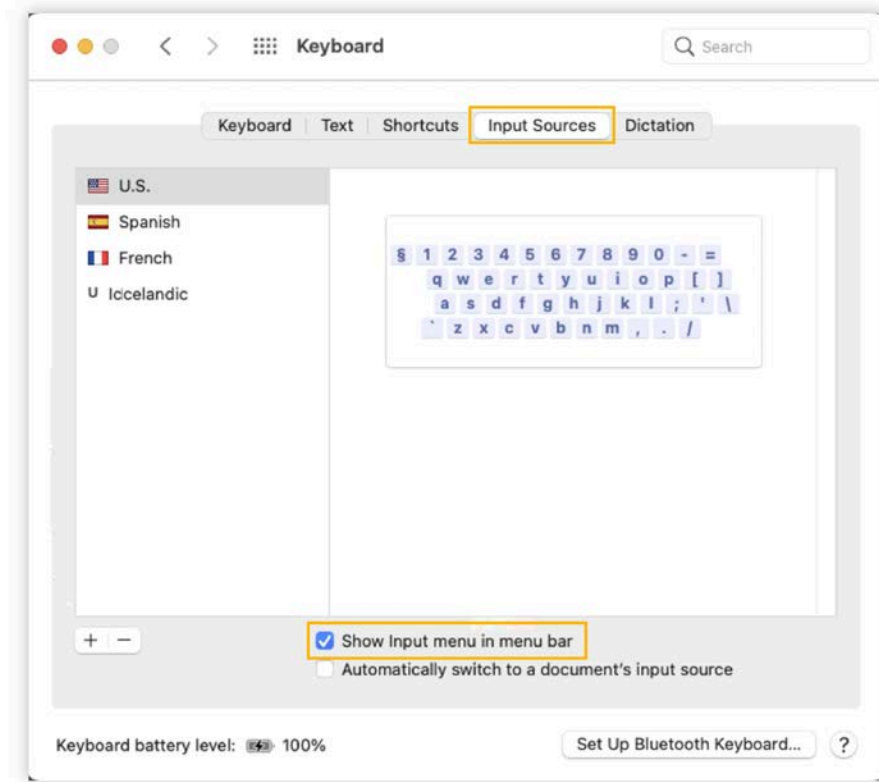 Keyboard
Search
Keyboard Text Shortcuts Input Sources Dictation
U.S.
Spanish
French
U Icelandic
§ 1 2 3 4 5 6 7 8 9 0 - =
q w e r t y u i o p [ ]
a s d f g h j k l ; ' \
` z x c v b n m , . /
+ −
Show Input menu in menu bar
Automatically switch to a document's input source
Keyboard battery level: 100%
Set Up Bluetooth Keyboard... ?